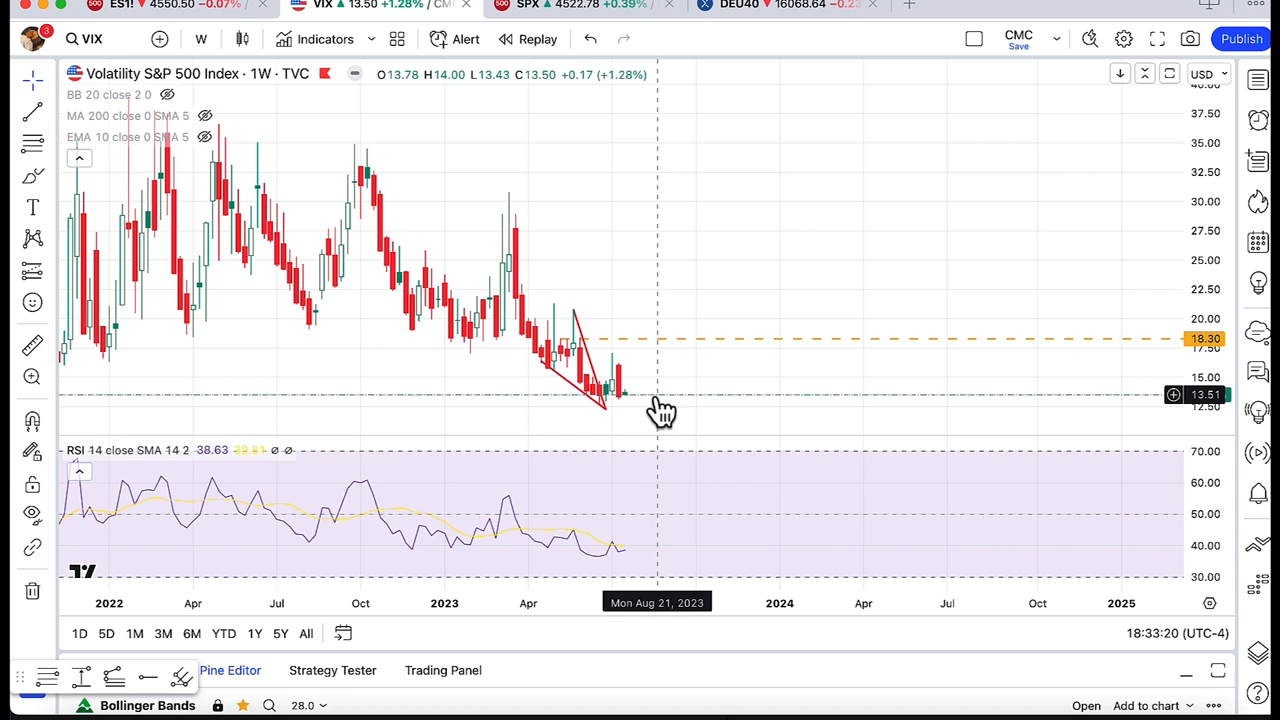 ES1! ▼ 4550.50 −0.07% / VIX ▲ 13.50 +1.28% / CMC SPX ▲ 4522.78 +0.39% / DEU40 ▼ 16068.64
VIX W Indicators Alert Replay CMC Save Publish
3
Volatility S&P 500 Index · 1W · TVC O13.78 H14.00 L13.43 C13.50 +0.17 (+1.28%) USD
BB 20 close 2 0
MA 200 close 0 SMA 5
EMA 10 close 0 SMA 5
40.00
37.50
35.00
32.50
30.00
27.50
25.00
22.50
20.00
18.30
17.50
15.00
13.51
12.50
RSI 14 close SMA 14 2 38.63 39.81 ∅ ∅
70.00
60.00
50.00
40.00
30.00
2022 Apr Jul Oct 2023 Apr Mon Aug 21, 2023 2024 Apr Jul Oct 2025
1D 5D 1M 3M 6M YTD 1Y 5Y All 18:33:20 (UTC-4)
Pine Editor Strategy Tester Trading Panel
Bollinger Bands 28.0 Open Add to chart